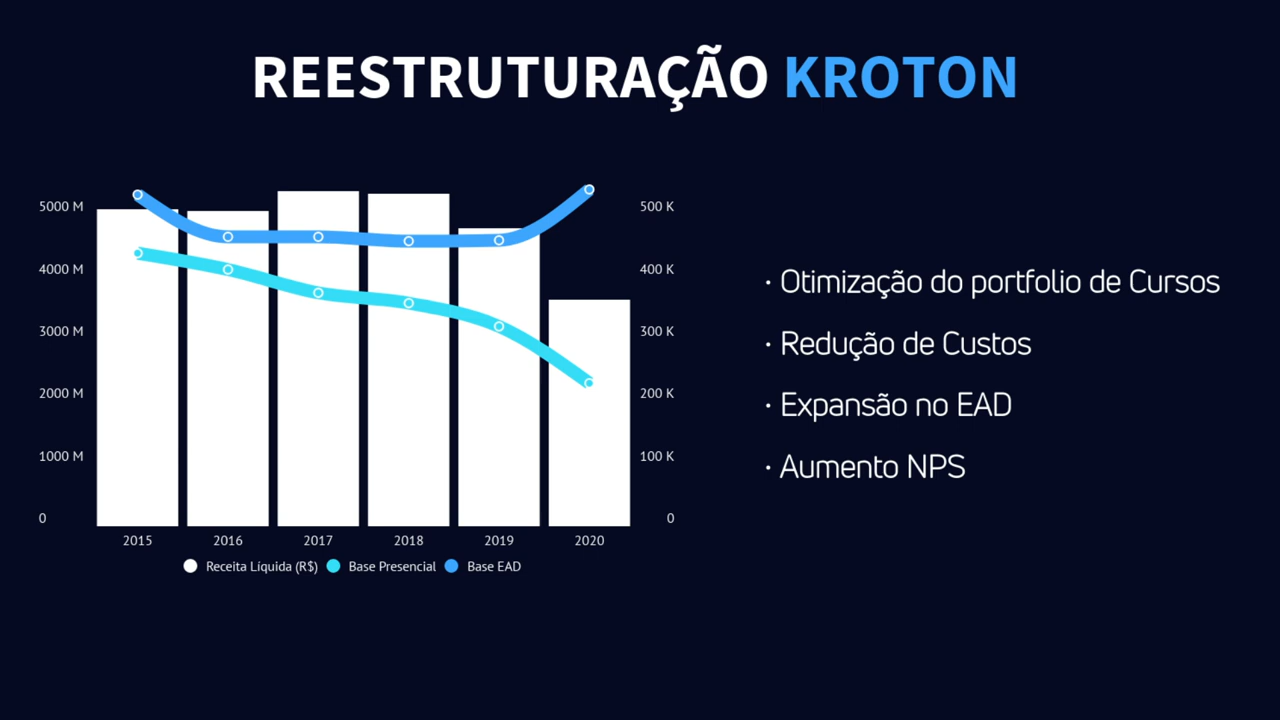 REESTRUTURAÇÃO KROTON
5000 M
4000 M
3000 M
2000 M
1000 M
0
500 K
400 K
300 K
200 K
100 K
0
2015 2016 2017 2018 2019 2020
Receita Líquida (R$) Base Presencial Base EAD
· Otimização do portfolio de Cursos
· Redução de Custos
· Expansão no EAD
· Aumento NPS